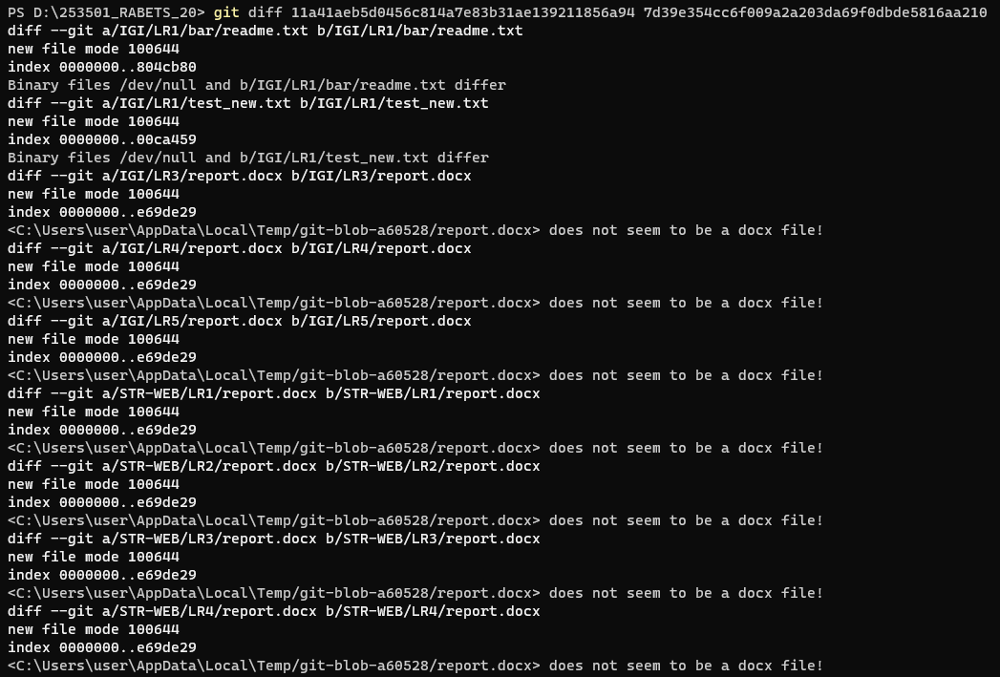 PS D:\253501_RABETS_20> git diff 11a41aeb5d0456c814a7e83b31ae139211856a94 7d39e354cc6f009a2a203da69f0dbde5816aa210
diff --git a/IGI/LR1/bar/readme.txt b/IGI/LR1/bar/readme.txt
new file mode 100644
index 0000000..804cb80
Binary files /dev/null and b/IGI/LR1/bar/readme.txt differ
diff --git a/IGI/LR1/test_new.txt b/IGI/LR1/test_new.txt
new file mode 100644
index 0000000..00ca459
Binary files /dev/null and b/IGI/LR1/test_new.txt differ
diff --git a/IGI/LR3/report.docx b/IGI/LR3/report.docx
new file mode 100644
index 0000000..e69de29
<C:\Users\user\AppData\Local\Temp/git-blob-a60528/report.docx> does not seem to be a docx file!
diff --git a/IGI/LR4/report.docx b/IGI/LR4/report.docx
new file mode 100644
index 0000000..e69de29
<C:\Users\user\AppData\Local\Temp/git-blob-a60528/report.docx> does not seem to be a docx file!
diff --git a/IGI/LR5/report.docx b/IGI/LR5/report.docx
new file mode 100644
index 0000000..e69de29
<C:\Users\user\AppData\Local\Temp/git-blob-a60528/report.docx> does not seem to be a docx file!
diff --git a/STR-WEB/LR1/report.docx b/STR-WEB/LR1/report.docx
new file mode 100644
index 0000000..e69de29
<C:\Users\user\AppData\Local\Temp/git-blob-a60528/report.docx> does not seem to be a docx file!
diff --git a/STR-WEB/LR2/report.docx b/STR-WEB/LR2/report.docx
new file mode 100644
index 0000000..e69de29
<C:\Users\user\AppData\Local\Temp/git-blob-a60528/report.docx> does not seem to be a docx file!
diff --git a/STR-WEB/LR3/report.docx b/STR-WEB/LR3/report.docx
new file mode 100644
index 0000000..e69de29
<C:\Users\user\AppData\Local\Temp/git-blob-a60528/report.docx> does not seem to be a docx file!
diff --git a/STR-WEB/LR4/report.docx b/STR-WEB/LR4/report.docx
new file mode 100644
index 0000000..e69de29
<C:\Users\user\AppData\Local\Temp/git-blob-a60528/report.docx> does not seem to be a docx file!